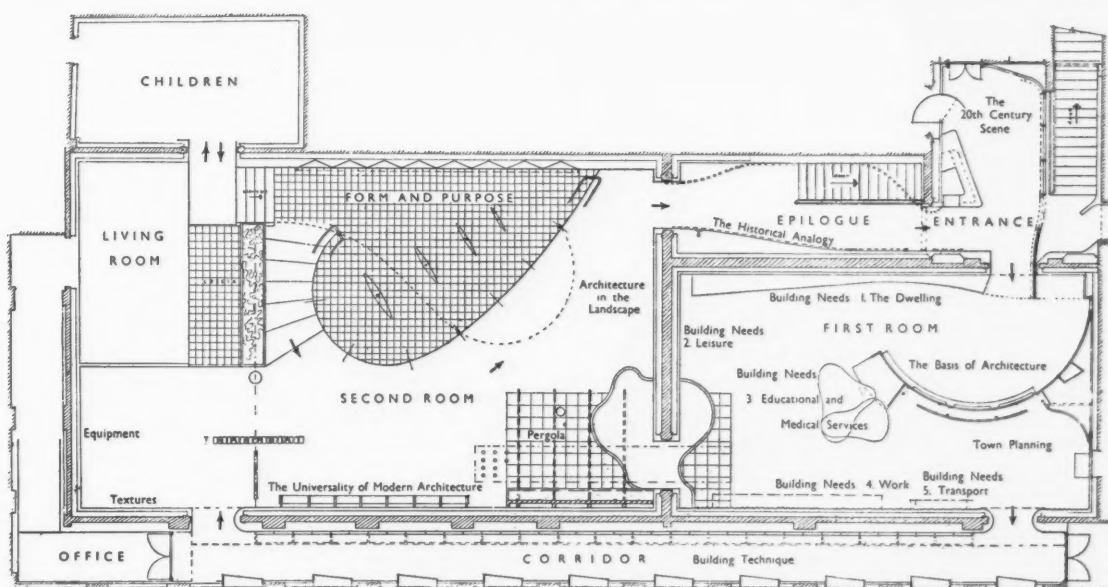 CHILDREN
The
20th Century
Scene
FORM AND PURPOSE
LIVING
ROOM
EPILOGUE
ENTRANCE
The Historical Analogy
Architecture
in the
Landscape
Building Needs 1. The Dwelling
FIRST ROOM
Building Needs
2. Leisure
The Basis of Architecture
Building Needs
3 Educational and
Medical Services
SECOND ROOM
Equipment
Pergola
Town Planning
Textures
The Universality of Modern Architecture
Building Needs 4. Work
Building Needs
5. Transport
OFFICE
CORRIDOR
Building Technique